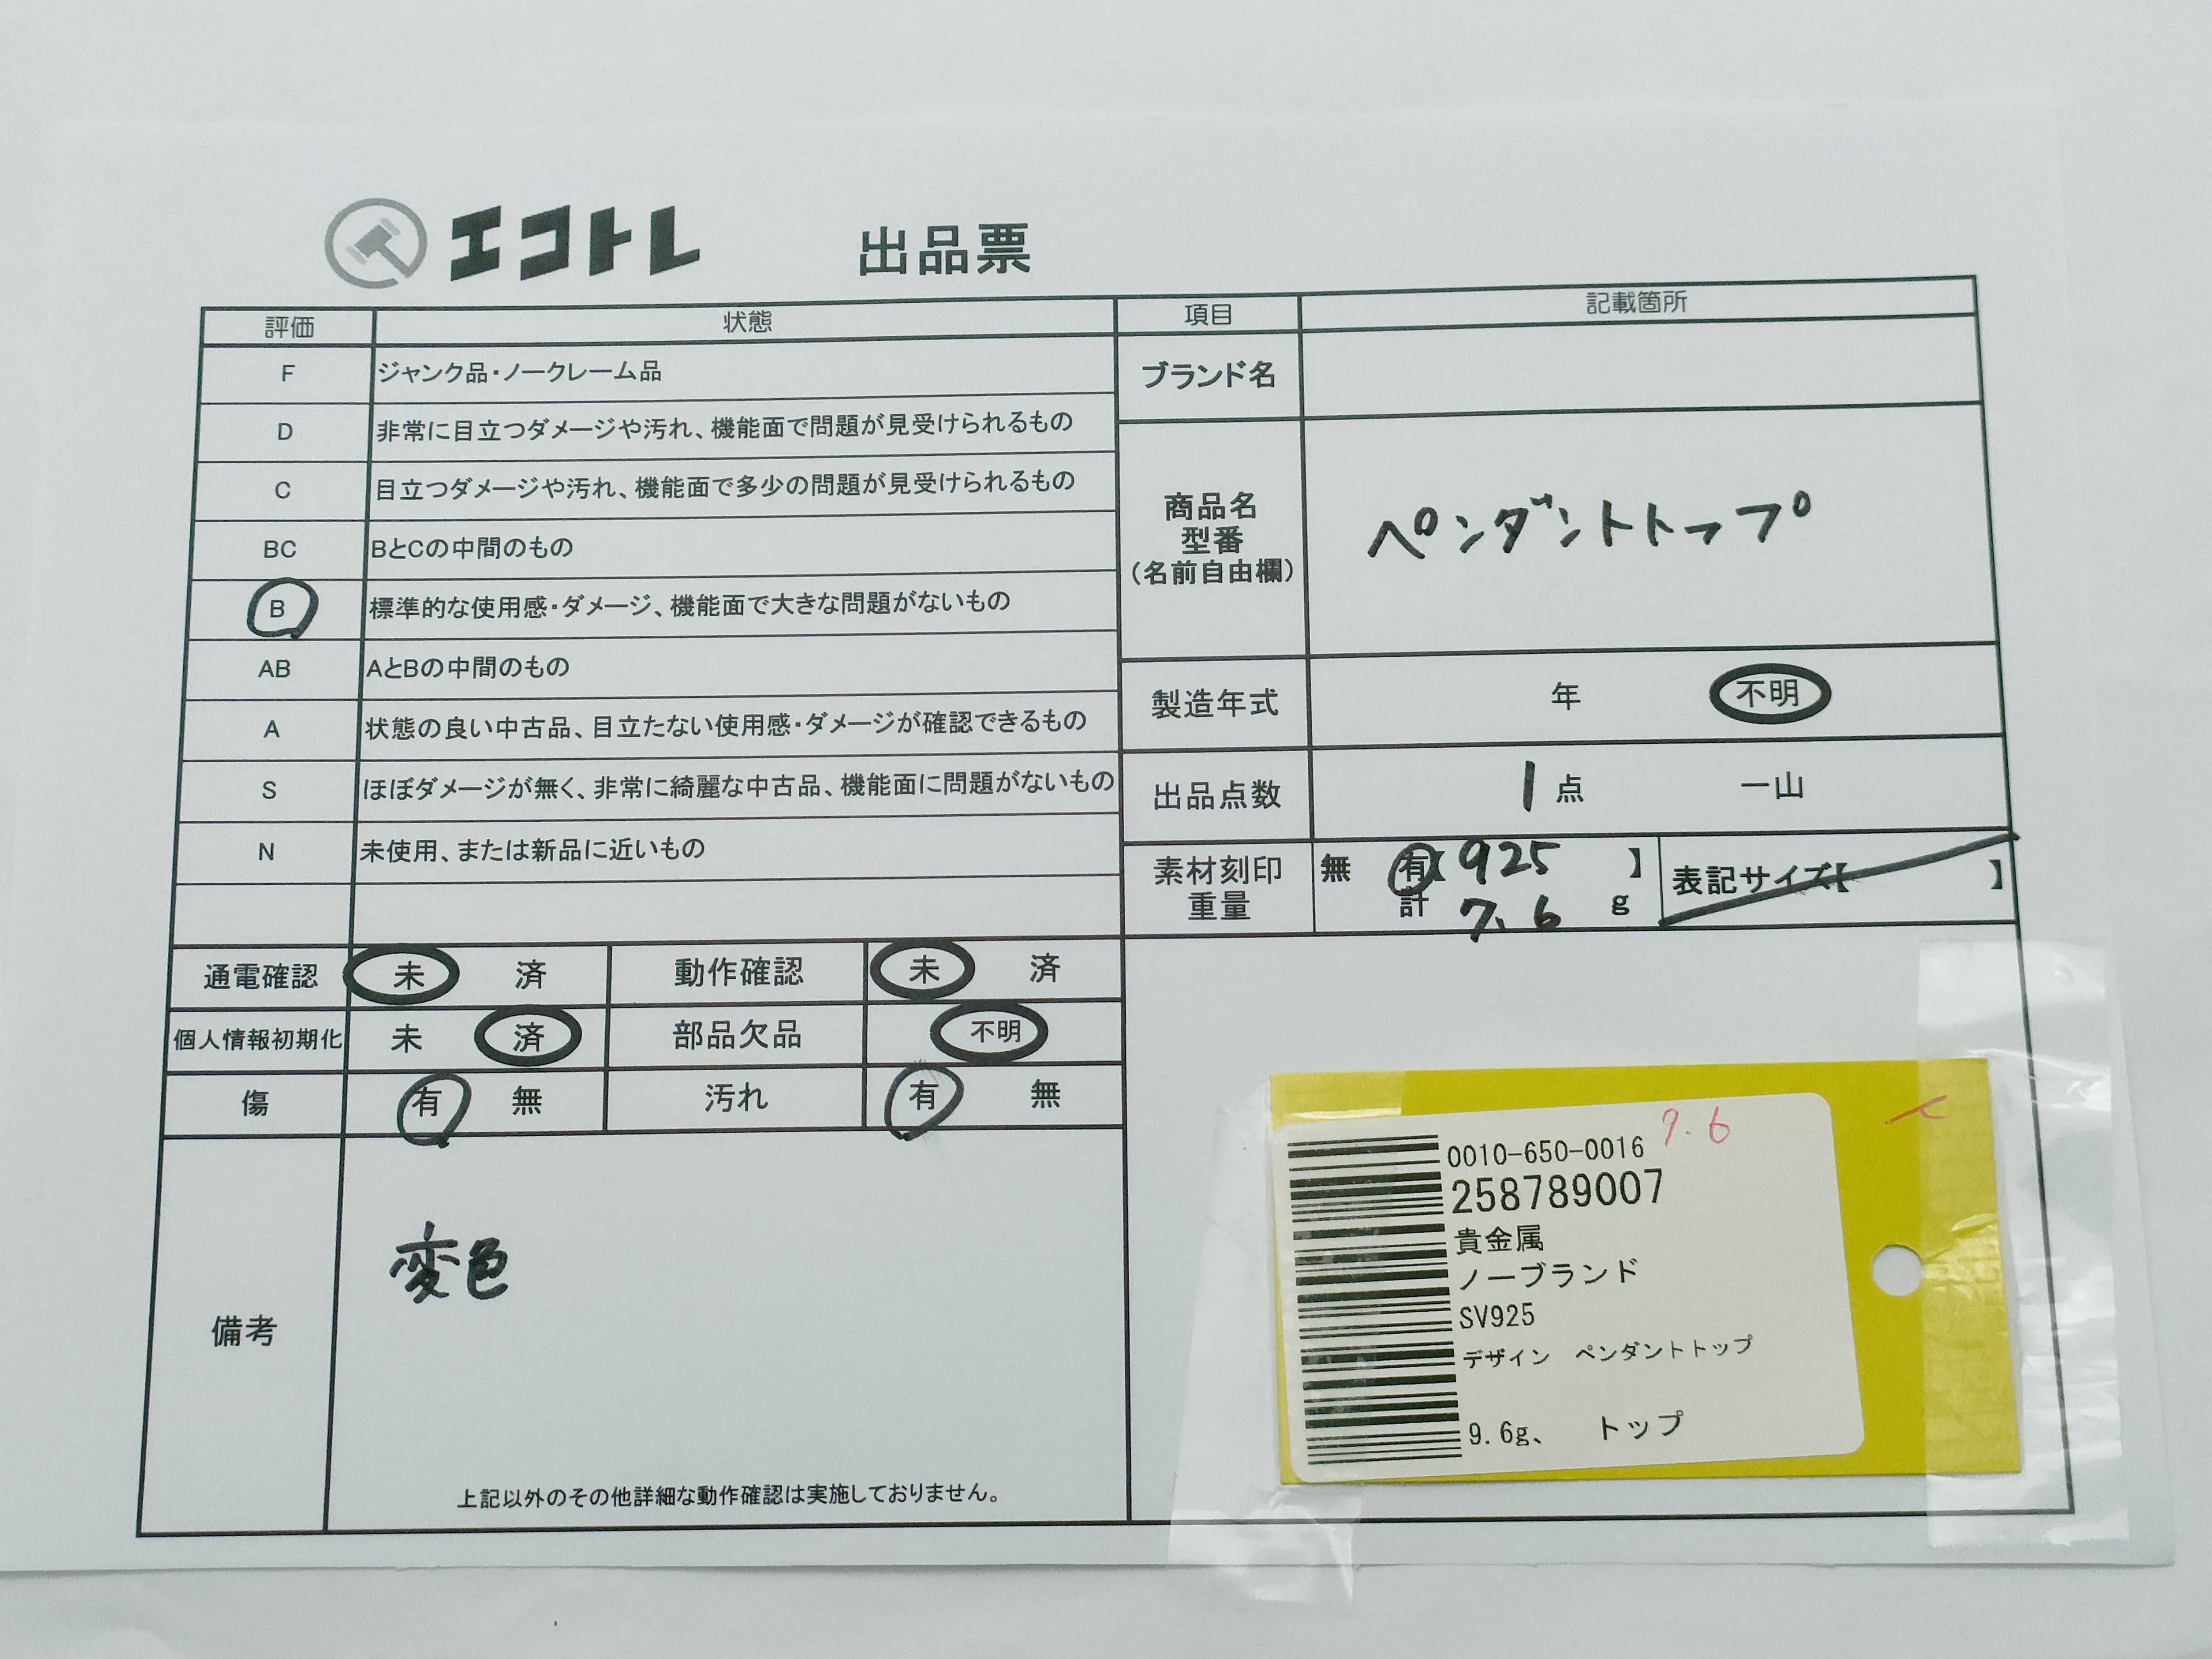 エコトレ 出品票
評価 状態
F ジャンク品・ノークレーム品
D 非常に目立つダメージや汚れ、機能面で問題が見受けられるもの
C 目立つダメージや汚れ、機能面で多少の問題が見受けられるもの
BC BとCの中間のもの
B 標準的な使用感・ダメージ、機能面で大きな問題がないもの
AB AとBの中間のもの
A 状態の良い中古品、目立たない使用感・ダメージが確認できるもの
S ほぼダメージが無く、非常に綺麗な中古品、機能面に問題がないもの
N 未使用、または新品に近いもの
項目 記載箇所
ブランド名
商品名
型番
(名前自由欄)
ペンダントトップ
製造年式 年 不明
出品点数 1点 一山
素材刻印 無 有【925】
重量 計 7.6 g
表記サイズ【 】
通電確認 未 済 動作確認 未 済
個人情報初期化 未 済 部品欠品 不明
傷 有 無 汚れ 有 無
備考
変色
上記以外のその他詳細な動作確認は実施しておりません。
9.6
0010-650-0016
258789007
貴金属
ノーブランド
SV925
デザイン ペンダントトップ
9.6g、 トップ